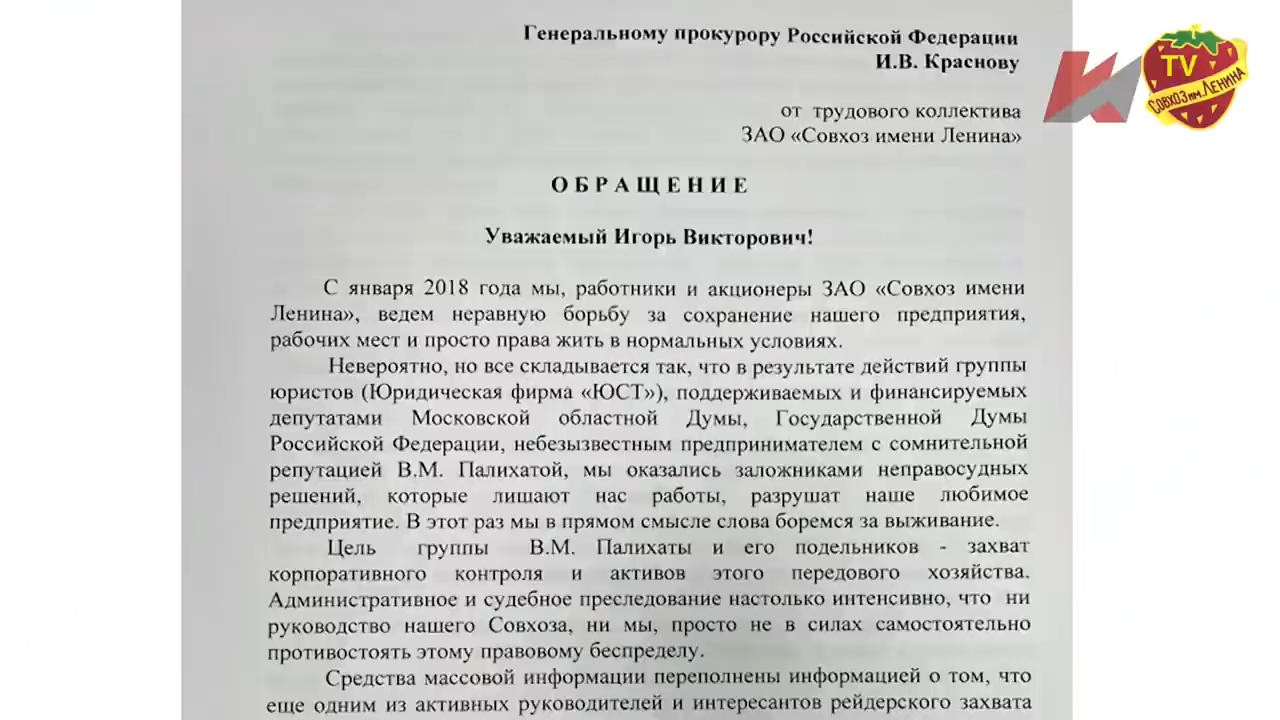 Генеральному прокурору Российской Федерации
И.В. Краснову
TV
СОВХОЗ им. ЛЕНИНА
от трудового коллектива
ЗАО «Совхоз имени Ленина»
О Б Р А Щ Е Н И Е
Уважаемый Игорь Викторович!
С января 2018 года мы, работники и акционеры ЗАО «Совхоз имени
Ленина», ведем неравную борьбу за сохранение нашего предприятия,
рабочих мест и просто права жить в нормальных условиях.
Невероятно, но все складывается так, что в результате действий группы
юристов (Юридическая фирма «ЮСТ»), поддерживаемых и финансируемых
депутатами Московской областной Думы, Государственной Думы
Российской Федерации, небезызвестным предпринимателем с сомнительной
репутацией В.М. Палихатой, мы оказались заложниками неправосудных
решений, которые лишают нас работы, разрушат наше любимое
предприятие. В этот раз мы в прямом смысле слова боремся за выживание.
Цель группы В.М. Палихаты и его подельников - захват
корпоративного контроля и активов этого передового хозяйства.
Административное и судебное преследование настолько интенсивно, что ни
руководство нашего Совхоза, ни мы, просто не в силах самостоятельно
противостоять этому правовому беспределу.
Средства массовой информации переполнены информацией о том, что
еще одним из активных руководителей и интересантов рейдерского захвата